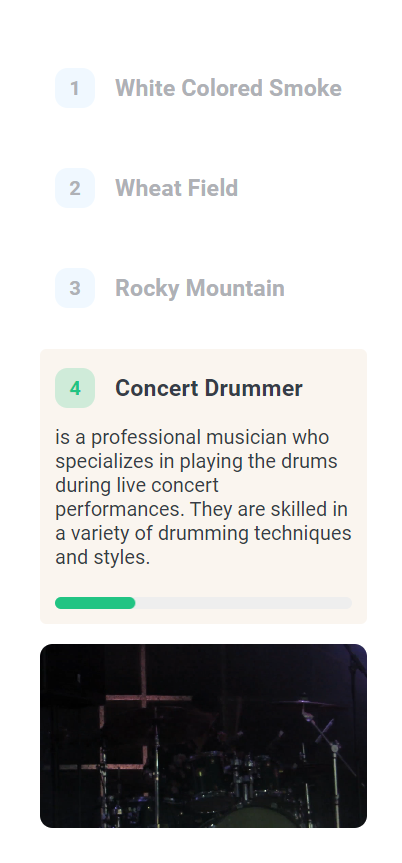 1 White Colored Smoke
2 Wheat Field
3 Rocky Mountain
4 Concert Drummer
is a professional musician who
specializes in playing the drums
during live concert
performances. They are skilled in
a variety of drumming techniques
and styles.